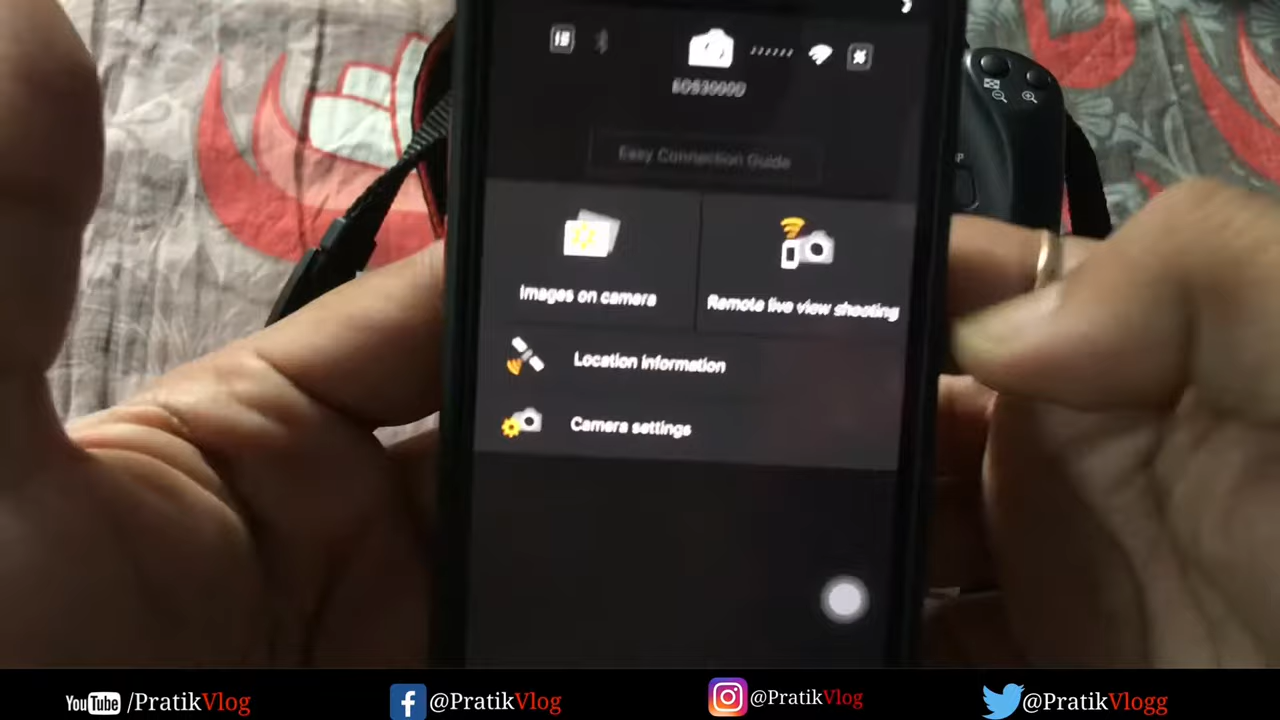 EOS3000D
Easy Connection Guide
Images on camera
Remote live view shooting
Location information
Camera settings
P
YouTube /PratikVlog
@PratikVlog
@PratikVlog
@PratikVlogg